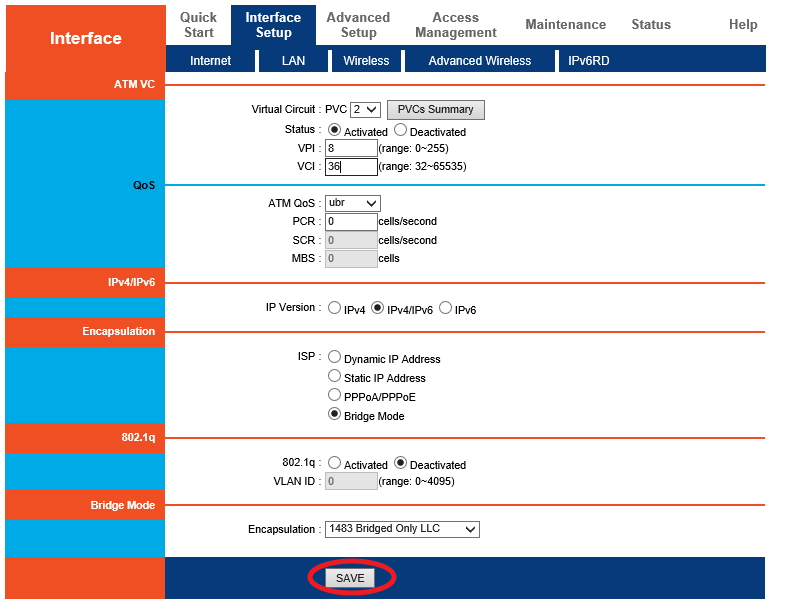 Interface
Quick Start
Interface Setup
Advanced Setup
Access Management
Maintenance
Status
Help
Internet
LAN
Wireless
Advanced Wireless
IPv6RD
ATM VC
Virtual Circuit : PVC 2 PVCs Summary
Status : Activated Deactivated
VPI : 8 (range: 0~255)
VCI : 36 (range: 32~65535)
QoS
ATM QoS : ubr
PCR : 0 cells/second
SCR : 0 cells/second
MBS : 0 cells
IPv4/IPv6
IP Version : IPv4 IPv4/IPv6 IPv6
Encapsulation
ISP : Dynamic IP Address
Static IP Address
PPPoA/PPPoE
Bridge Mode
802.1q
802.1q : Activated Deactivated
VLAN ID : 0 (range: 0~4095)
Bridge Mode
Encapsulation : 1483 Bridged Only LLC
SAVE